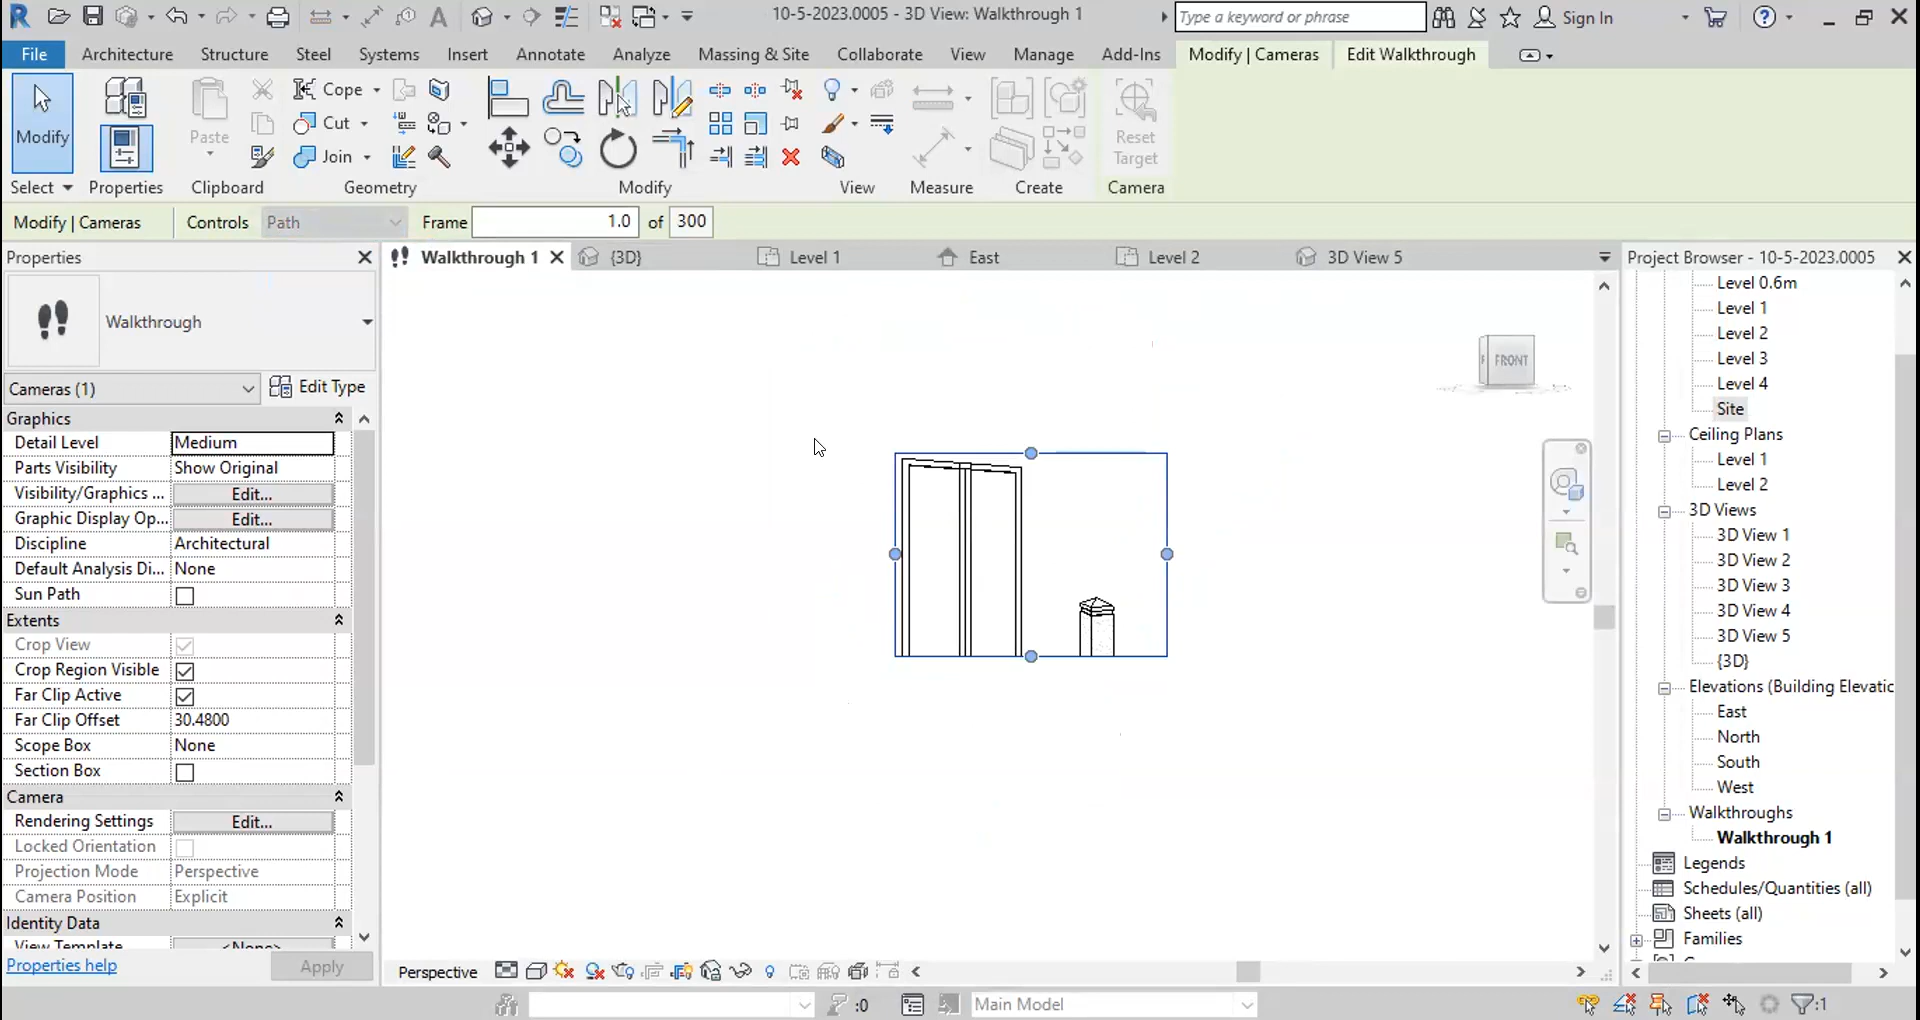 10-5-2023.0005 - 3D View: Walkthrough 1
Type a keyword or phrase
Sign In
File
Architecture
Structure
Steel
Systems
Insert
Annotate
Analyze
Massing & Site
Collaborate
View
Manage
Add-Ins
Modify | Cameras
Edit Walkthrough
Modify
Paste
Cope
Cut
Join
Reset
Target
Select
Properties
Clipboard
Geometry
Modify
View
Measure
Create
Camera
Modify | Cameras
Controls
Path
Frame
1.0
of
300
Properties
Walkthrough
Cameras (1)
Edit Type
Graphics
Detail Level Medium
Parts Visibility Show Original
Visibility/Graphics ... Edit...
Graphic Display Op... Edit...
Discipline Architectural
Default Analysis Di... None
Sun Path
Extents
Crop View
Crop Region Visible
Far Clip Active
Far Clip Offset 30.4800
Scope Box None
Section Box
Camera
Rendering Settings Edit...
Locked Orientation
Projection Mode Perspective
Camera Position Explicit
Identity Data
View Template <None>
Properties help
Apply
Walkthrough 1
{3D}
Level 1
East
Level 2
3D View 5
FRONT
Perspective
Project Browser - 10-5-2023.0005
Level 0.6m
Level 1
Level 2
Level 3
Level 4
Site
Ceiling Plans
Level 1
Level 2
3D Views
3D View 1
3D View 2
3D View 3
3D View 4
3D View 5
{3D}
Elevations (Building Elevatic
East
North
South
West
Walkthroughs
Walkthrough 1
Legends
Schedules/Quantities (all)
Sheets (all)
Families
:0
Main Model
:1